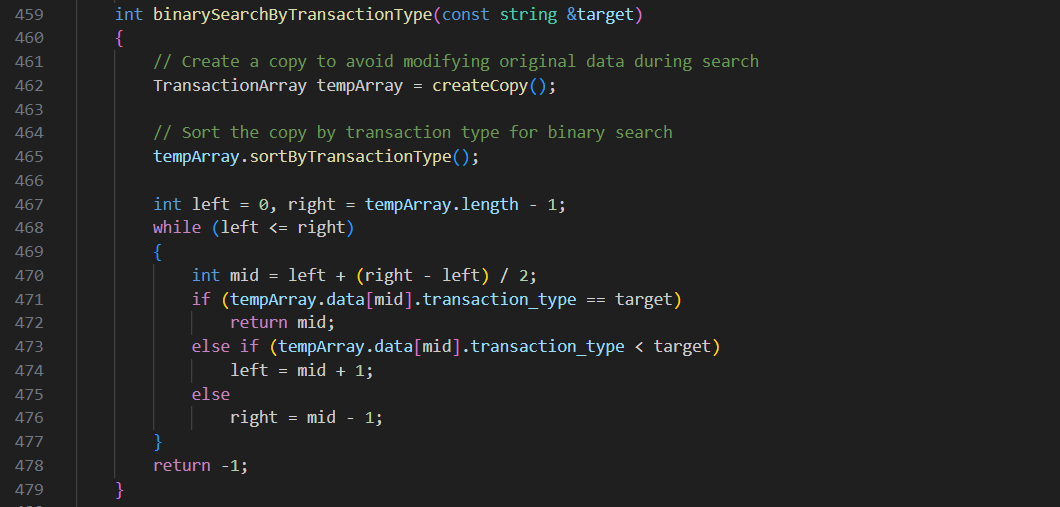 459 int binarySearchByTransactionType(const string &target)
460 {
461 // Create a copy to avoid modifying original data during search
462 TransactionArray tempArray = createCopy();
463
464 // Sort the copy by transaction type for binary search
465 tempArray.sortByTransactionType();
466
467 int left = 0, right = tempArray.length - 1;
468 while (left <= right)
469 {
470 int mid = left + (right - left) / 2;
471 if (tempArray.data[mid].transaction_type == target)
472 return mid;
473 else if (tempArray.data[mid].transaction_type < target)
474 left = mid + 1;
475 else
476 right = mid - 1;
477 }
478 return -1;
479 }